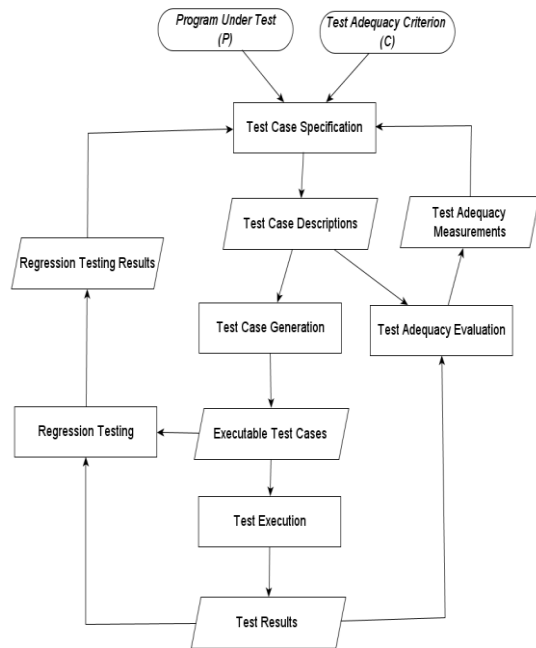 Program Under Test
(P)
Test Adequacy Criterion
(C)
Test Case Specification
Test Case Descriptions
Test Adequacy
Measurements
Regression Testing Results
Test Case Generation
Test Adequacy Evaluation
Regression Testing
Executable Test Cases
Test Execution
Test Results